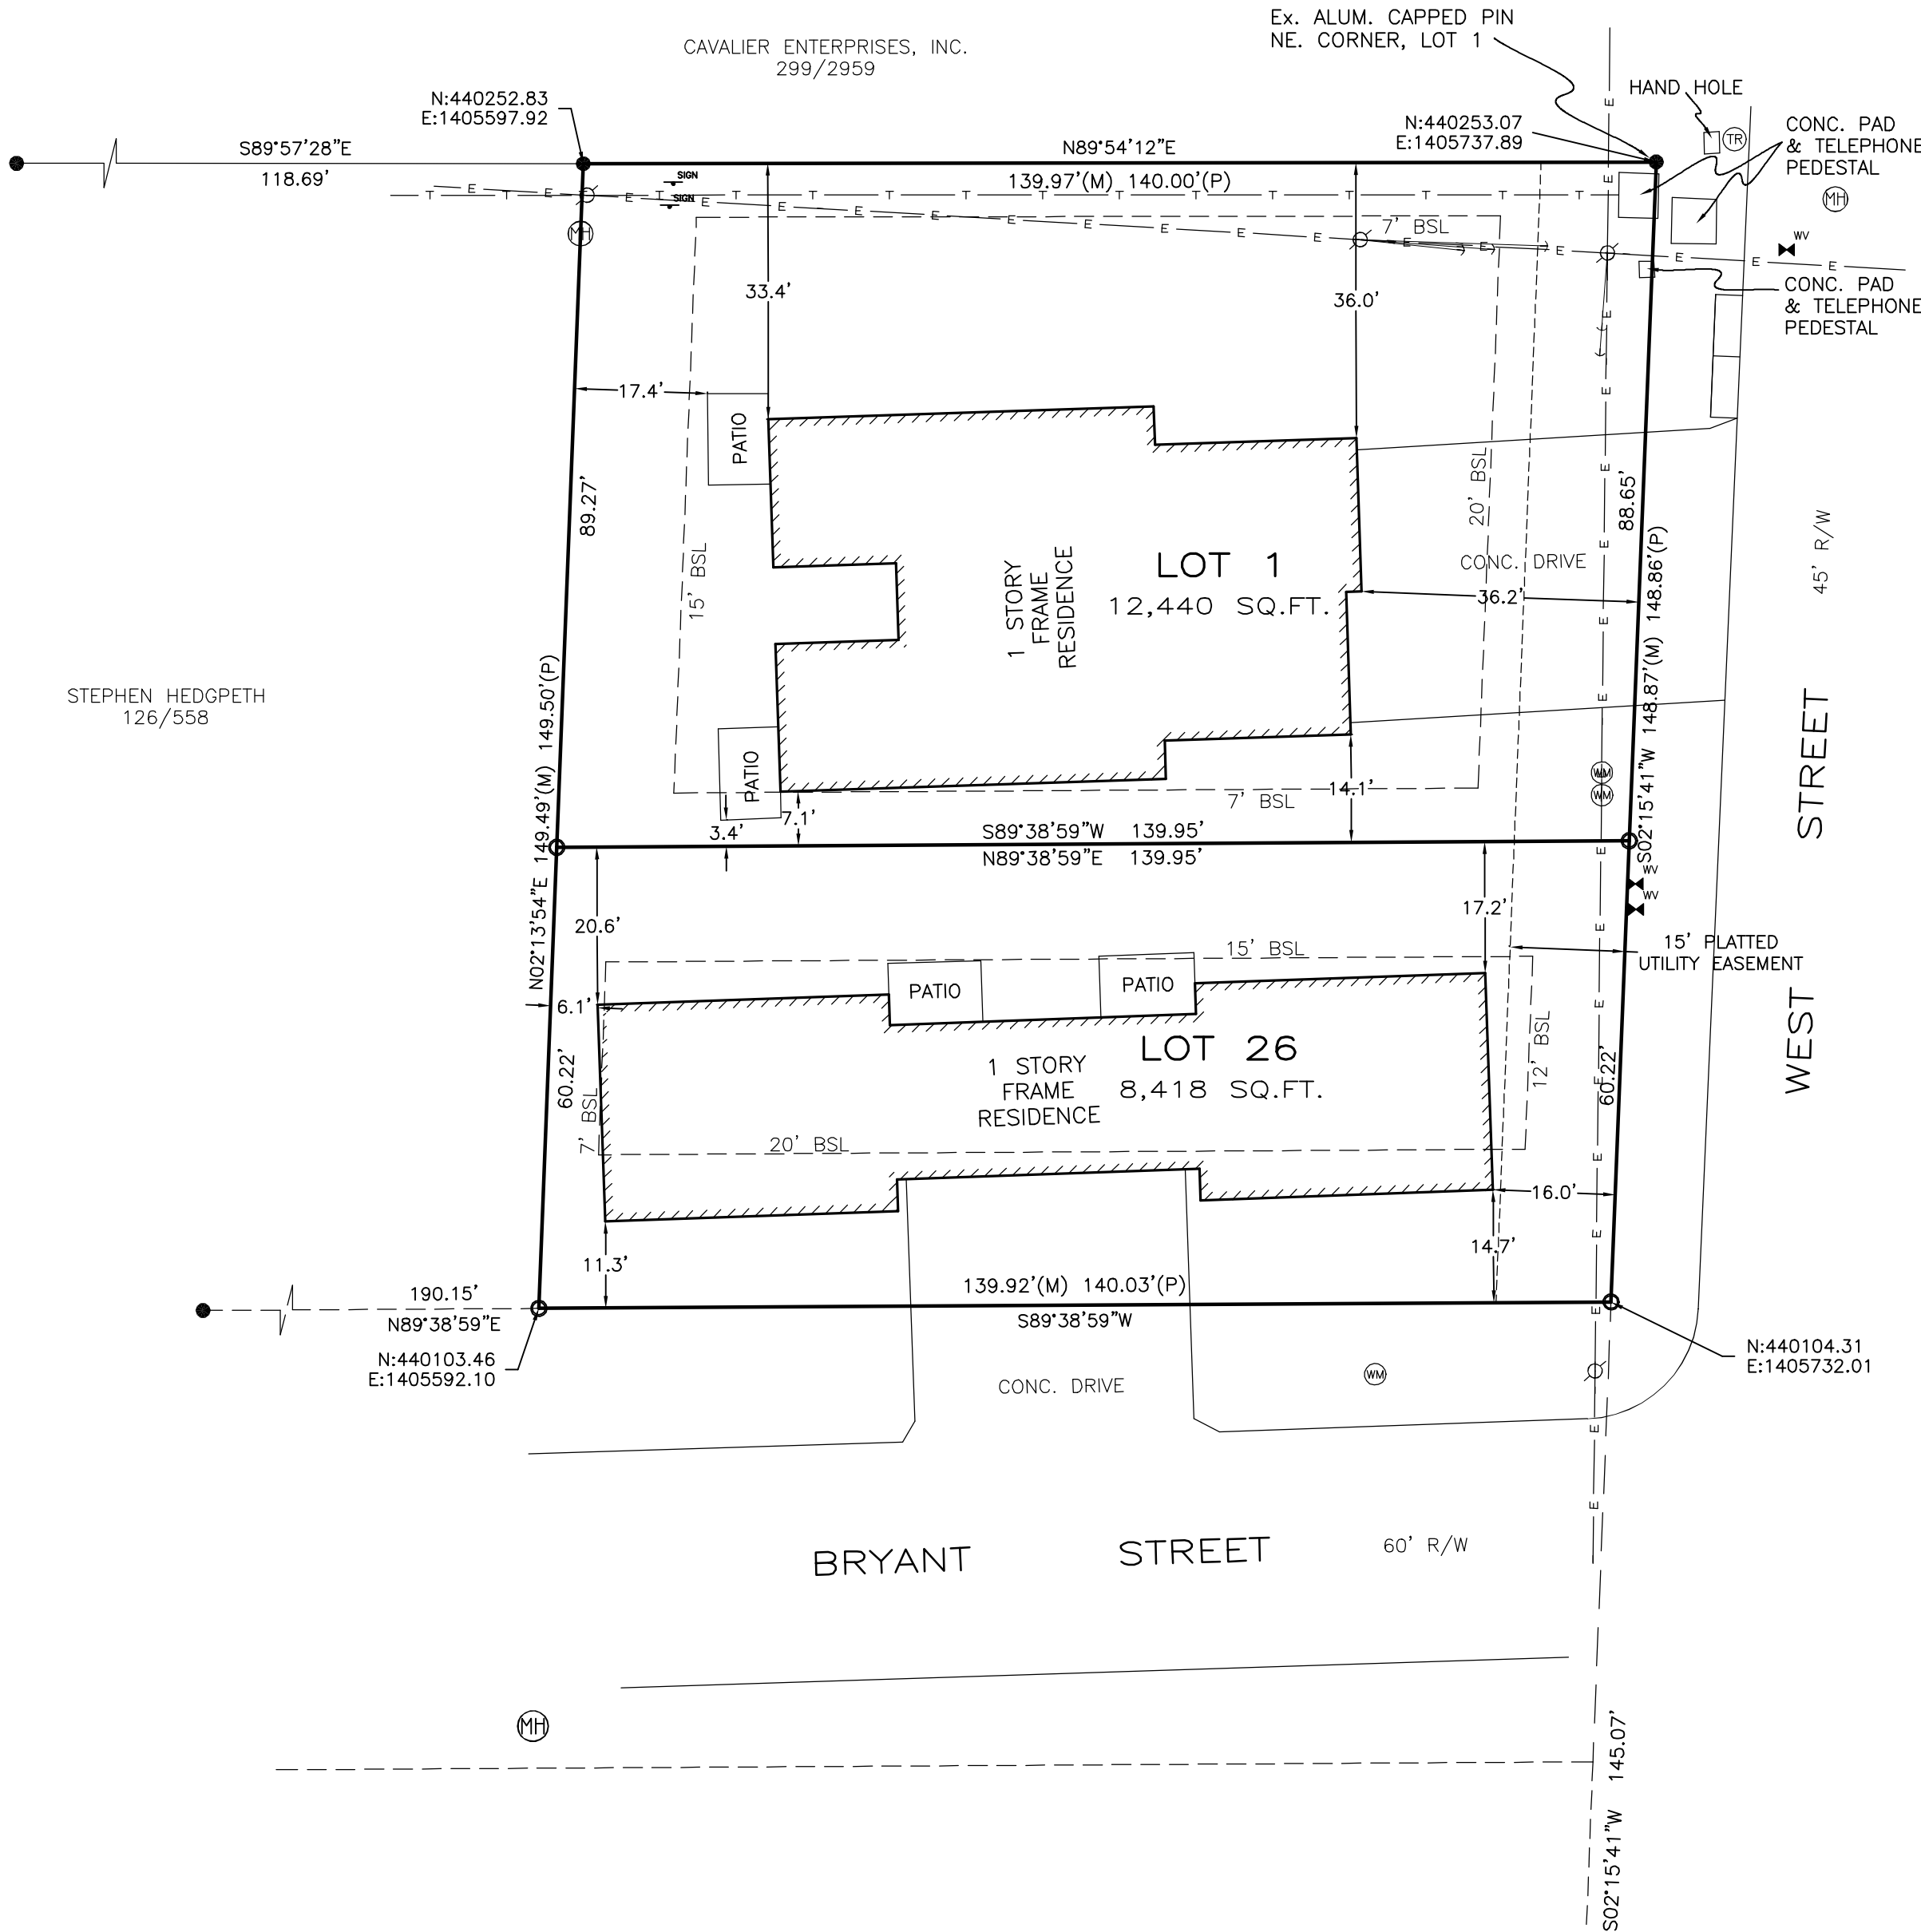 Ex. ALUM. CAPPED PIN
NE. CORNER, LOT 1
CAVALIER ENTERPRISES, INC.
299/2959
HAND HOLE
N:440252.83
E:1405597.92
N:440253.07
E:1405737.89
TR
CONC. PAD
& TELEPHONE
PEDESTAL
S89°57'28"E
118.69'
N89°54'12"E
139.97'(M) 140.00'(P)
SIGN
SIGN
MH
MH
7' BSL
WV
CONC. PAD
& TELEPHONE
PEDESTAL
33.4'
36.0'
17.4'
PATIO
89.27'
88.65'
20' BSL
15' BSL
LOT 1
12,440 SQ.FT.
1 STORY
FRAME
RESIDENCE
CONC. DRIVE
36.2'
45' R/W
STEPHEN HEDGPETH
126/558
N02°13'54"E 149.49'(M) 149.50'(P)
S02°15'41"W 148.87'(M) 148.86'(P)
PATIO
WM
WM
14.1'
7' BSL
7.1'
3.4'
S89°38'59"W 139.95'
N89°38'59"E 139.95'
WV
WV
WEST STREET
20.6'
17.2'
15' BSL
15' PLATTED
UTILITY EASEMENT
PATIO
PATIO
6.1'
LOT 26
8,418 SQ.FT.
1 STORY
FRAME
RESIDENCE
12' BSL
60.22'
60.22'
7' BSL
20' BSL
16.0'
14.7'
11.3'
190.15'
N89°38'59"E
139.92'(M) 140.03'(P)
S89°38'59"W
N:440103.46
E:1405592.10
N:440104.31
E:1405732.01
CONC. DRIVE
WM
BRYANT STREET
60' R/W
MH
S02°15'41"W 145.07'
T T T T T T T T T T T T T T T
E E E E E E E E E E E E E E E E E
E E E E E E E E E E E E E E E E E E E E